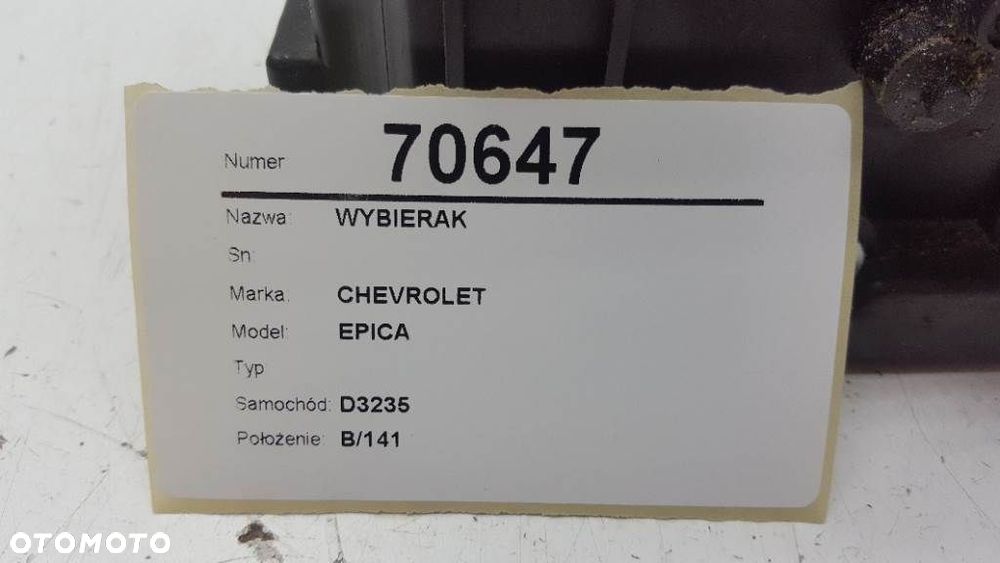 Numer 70647
Nazwa: WYBIERAK
Sn:
Marka: CHEVROLET
Model: EPICA
Typ
Samochód: D3235
Położenie: B/141
OTOMOTO